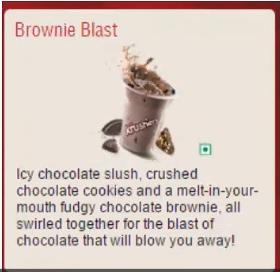 Brownie Blast
Krushers
Icy chocolate slush, crushed
chocolate cookies and a melt-in-your-
mouth fudgy chocolate brownie, all
swirled together for the blast of
chocolate that will blow you away!